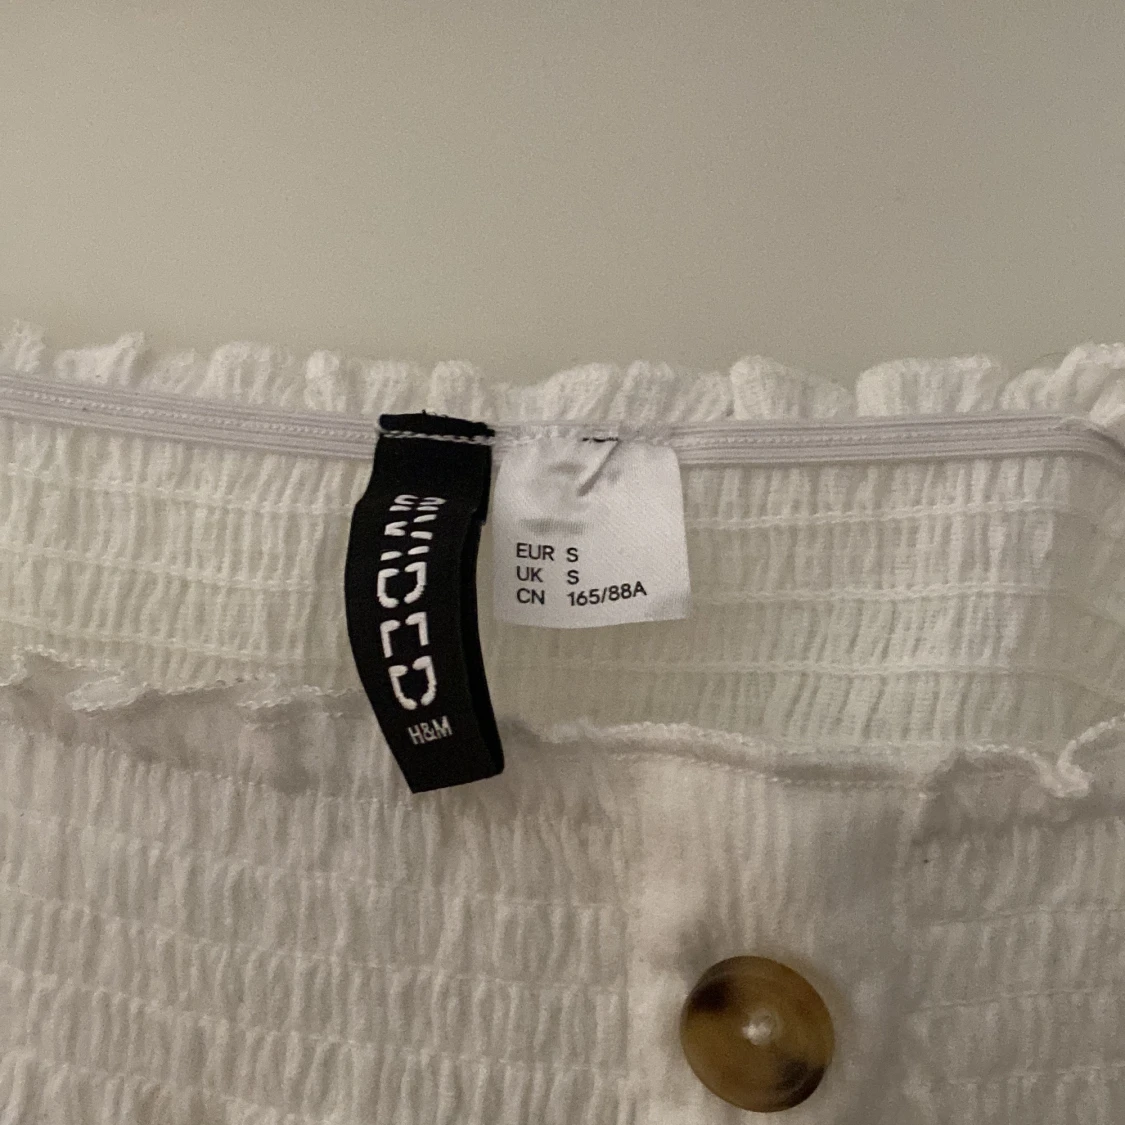 DIVIDED
H&M
EUR S
UK S
CN 165/88A